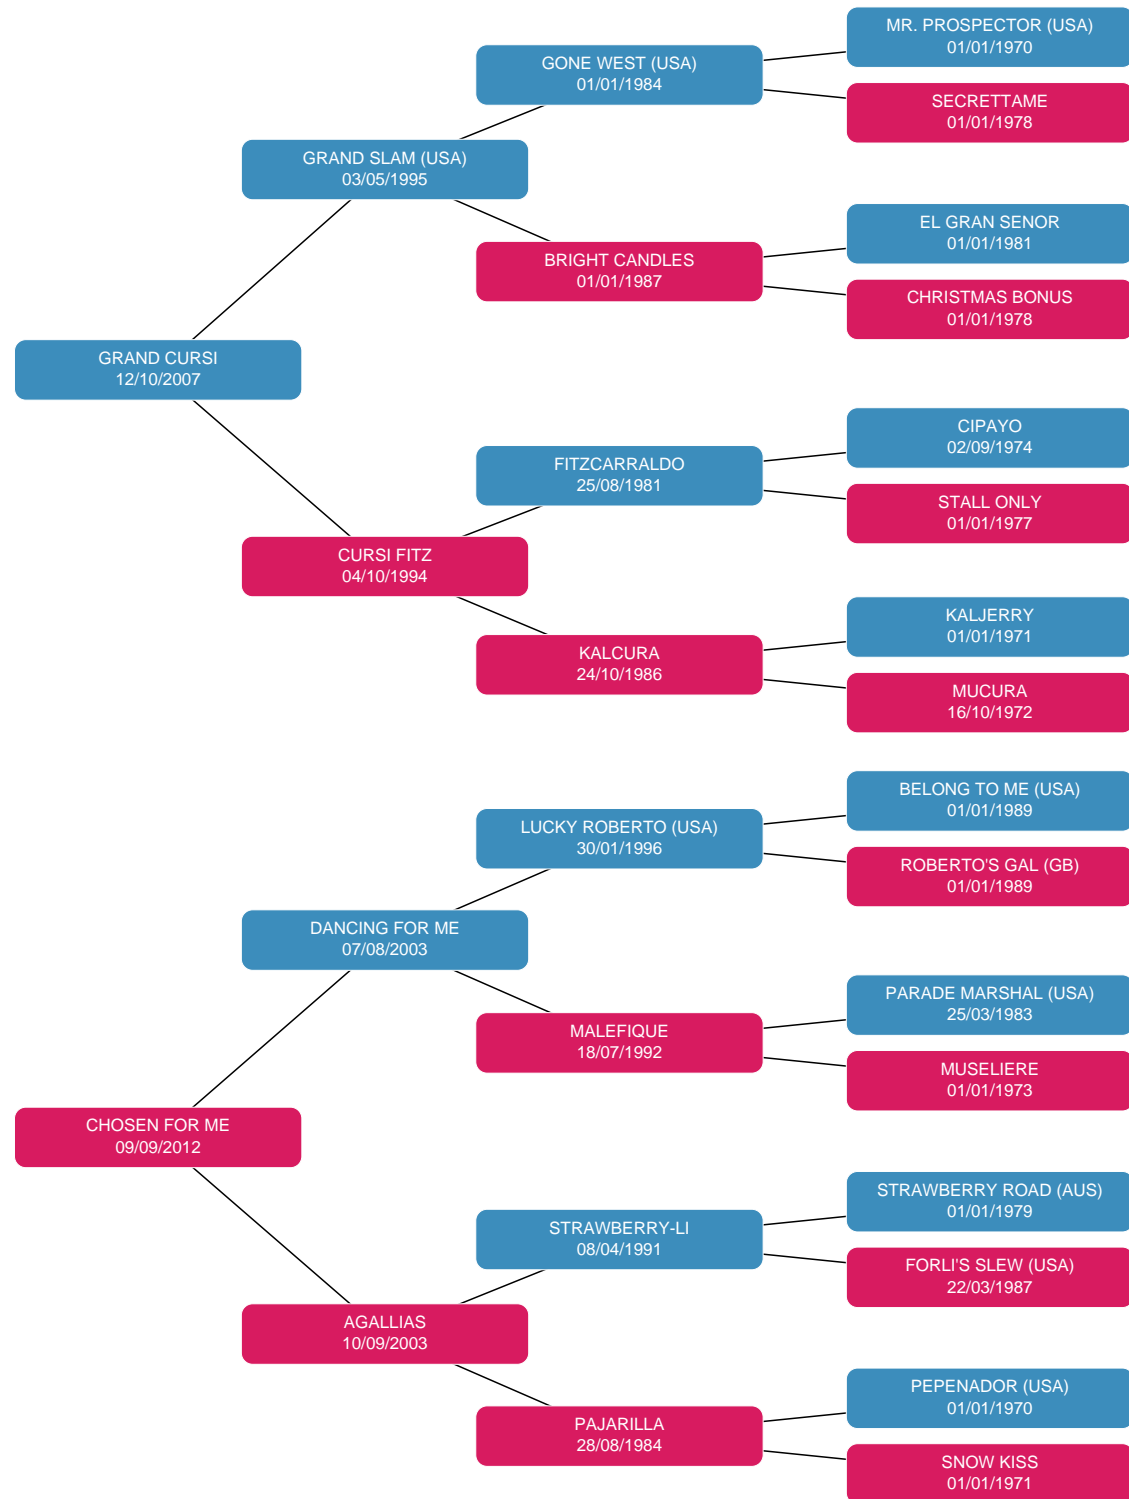 MR. PROSPECTOR (USA)
01/01/1970
GONE WEST (USA)
01/01/1984
SECRETTAME
01/01/1978
GRAND SLAM (USA)
03/05/1995
EL GRAN SENOR
01/01/1981
BRIGHT CANDLES
01/01/1987
CHRISTMAS BONUS
01/01/1978
GRAND CURSI
12/10/2007
CIPAYO
02/09/1974
FITZCARRALDO
25/08/1981
STALL ONLY
01/01/1977
CURSI FITZ
04/10/1994
KALJERRY
01/01/1971
KALCURA
24/10/1986
MUCURA
16/10/1972
BELONG TO ME (USA)
01/01/1989
LUCKY ROBERTO (USA)
30/01/1996
ROBERTO'S GAL (GB)
01/01/1989
DANCING FOR ME
07/08/2003
PARADE MARSHAL (USA)
25/03/1983
MALEFIQUE
18/07/1992
MUSELIERE
01/01/1973
CHOSEN FOR ME
09/09/2012
STRAWBERRY ROAD (AUS)
01/01/1979
STRAWBERRY-LI
08/04/1991
FORLI'S SLEW (USA)
22/03/1987
AGALLIAS
10/09/2003
PEPENADOR (USA)
01/01/1970
PAJARILLA
28/08/1984
SNOW KISS
01/01/1971